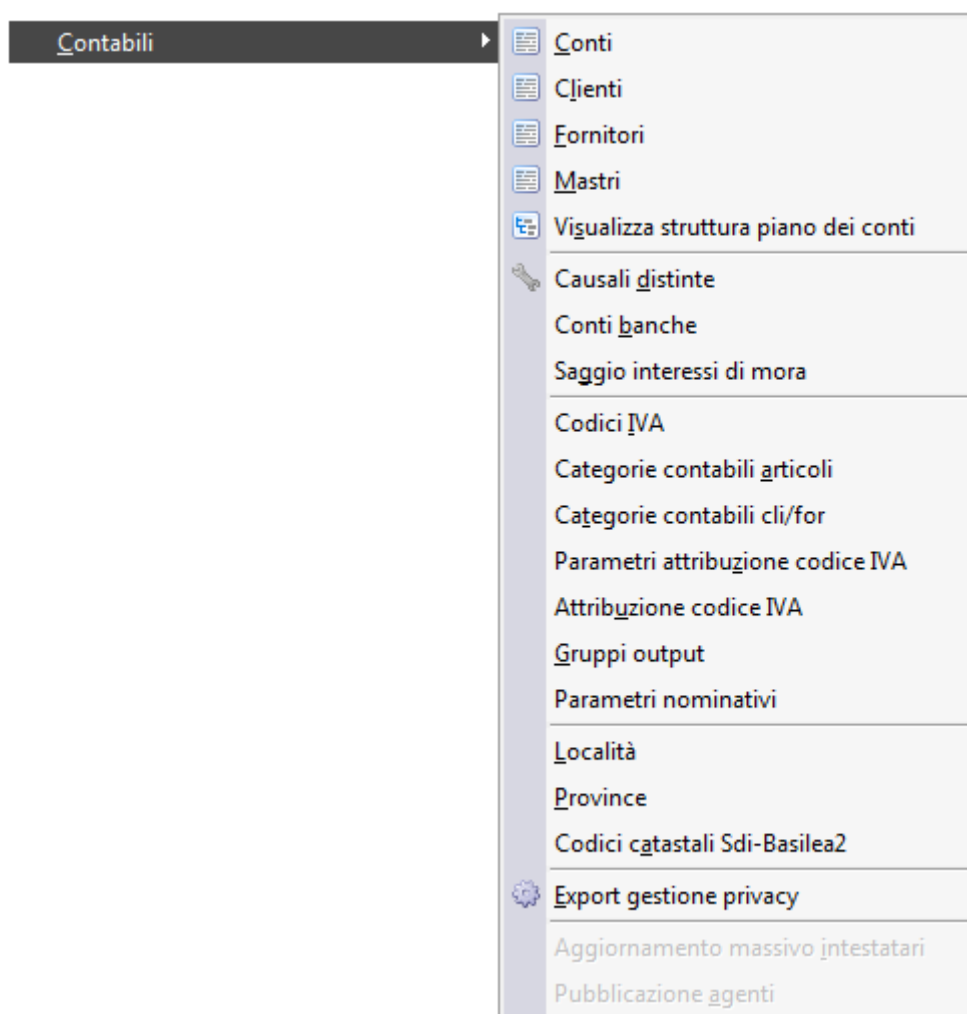 Contabili
Conti
Clienti
Fornitori
Mastri
Visualizza struttura piano dei conti
Causali distinte
Conti banche
Saggio interessi di mora
Codici IVA
Categorie contabili articoli
Categorie contabili cli/for
Parametri attribuzione codice IVA
Attribuzione codice IVA
Gruppi output
Parametri nominativi
Località
Province
Codici catastali Sdi-Basilea2
Export gestione privacy
Aggiornamento massivo intestatari
Pubblicazione agenti